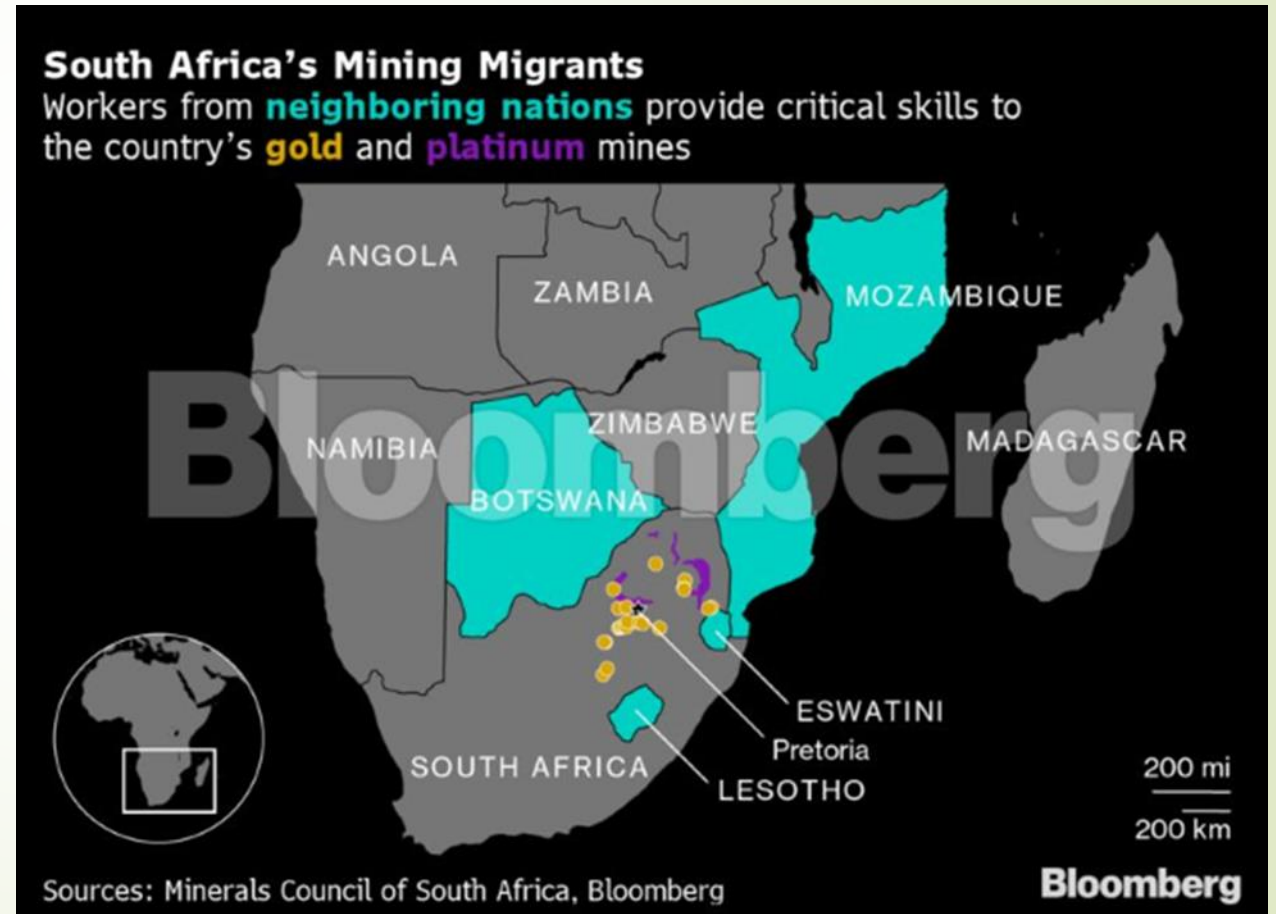 South Africa's Mining Migrants
Workers from neighboring nations provide critical skills to
the country's gold and platinum mines
ANGOLA
ZAMBIA
MOZAMBIQUE
ZIMBABWE
NAMIBIA
MADAGASCAR
BOTSWANA
Bloomberg
ESWATINI
Pretoria
SOUTH AFRICA
LESOTHO
200 mi
200 km
Sources: Minerals Council of South Africa, Bloomberg
Bloomberg